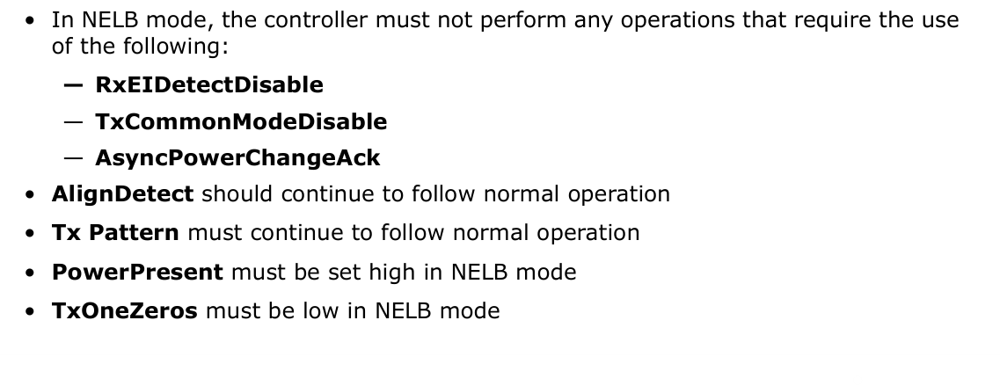 • In NELB mode, the controller must not perform any operations that require the use
of the following:
— RxEIDetectDisable
— TxCommonModeDisable
— AsyncPowerChangeAck
• AlignDetect should continue to follow normal operation
• Tx Pattern must continue to follow normal operation
• PowerPresent must be set high in NELB mode
• TxOneZeros must be low in NELB mode